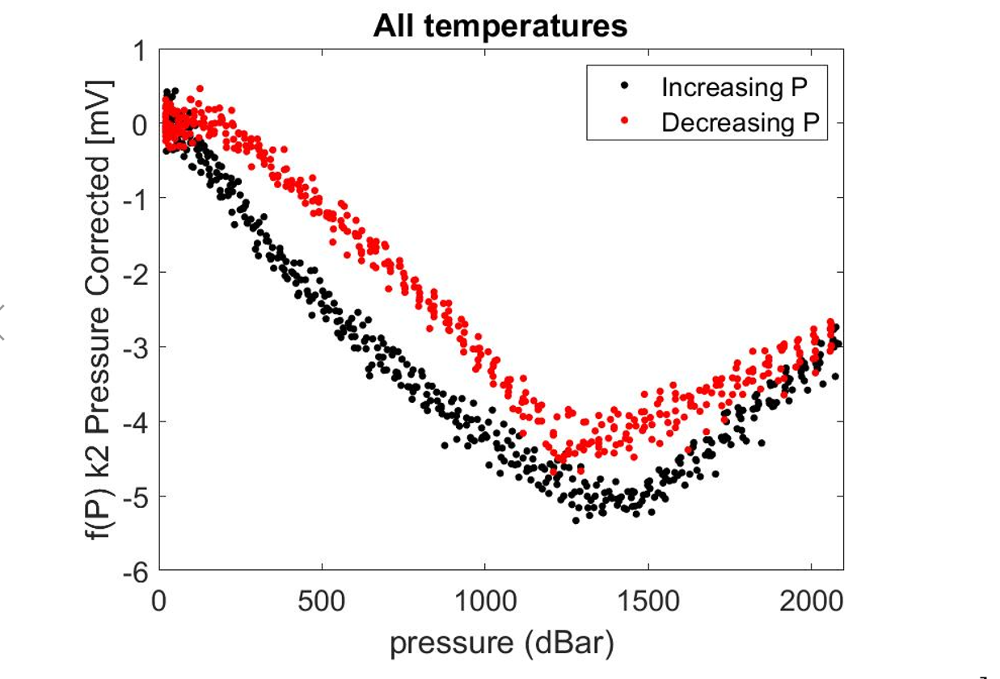 All temperatures
1
0
-1
-2
-3
-4
-5
-6
f(P) k2 Pressure Corrected [mV]
Increasing P
Decreasing P
0
500
1000
1500
2000
pressure (dBar)